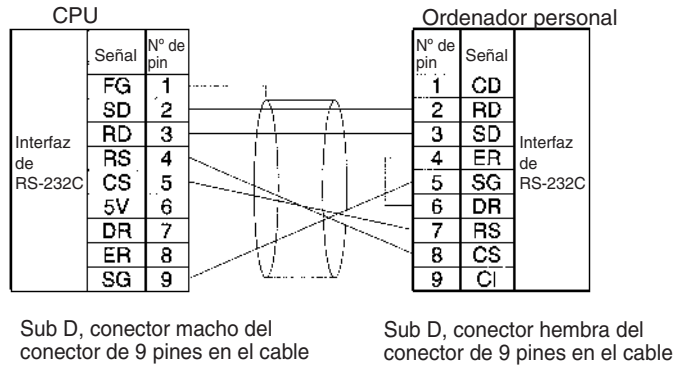 CPU
Ordenador personal
Señal
Nº de
pin
FG 1
SD 2
RD 3
RS 4
CS 5
5V 6
DR 7
ER 8
SG 9
Interfaz
de
RS-232C
Nº de
pin
Señal
1 CD
2 RD
3 SD
4 ER
5 SG
6 DR
7 RS
8 CS
9 CI
Interfaz
de
RS-232C
Sub D, conector macho del
conector de 9 pines en el cable
Sub D, conector hembra del
conector de 9 pines en el cable